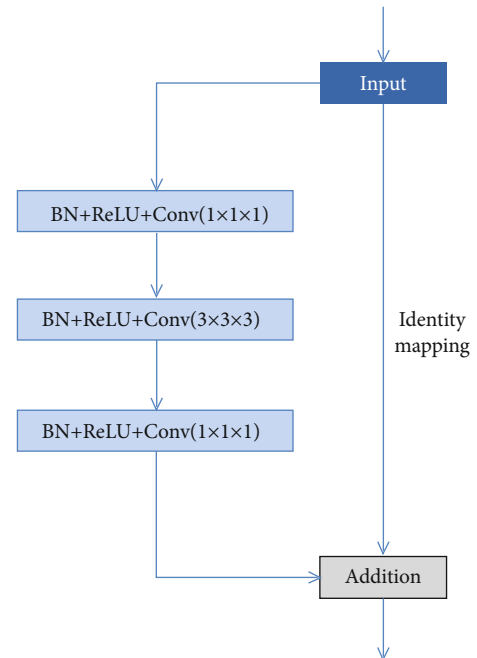 Input
BN+ReLU+Conv(1×1×1)
BN+ReLU+Conv(3×3×3)
Identity
mapping
BN+ReLU+Conv(1×1×1)
Addition